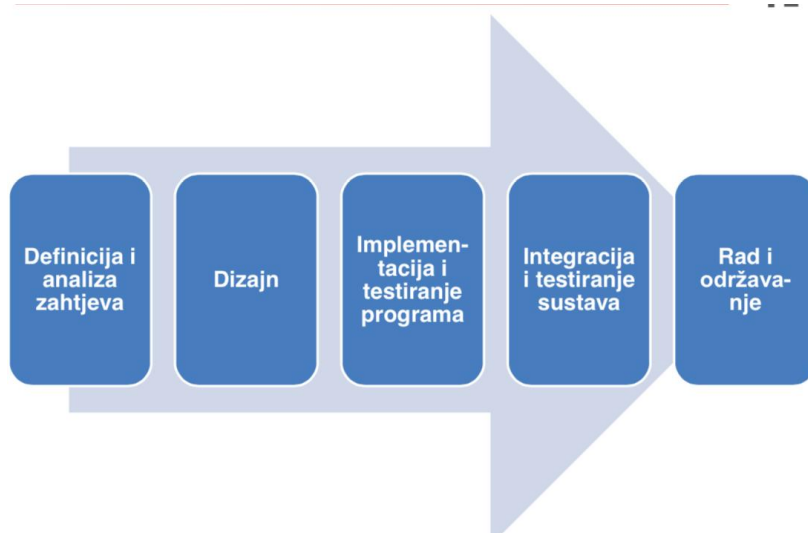 Definicija i
analiza
zahtjeva
Dizajn
Implemen-
tacija i
testiranje
programa
Integracija
i testiranje
sustava
Rad i
održava-
nje